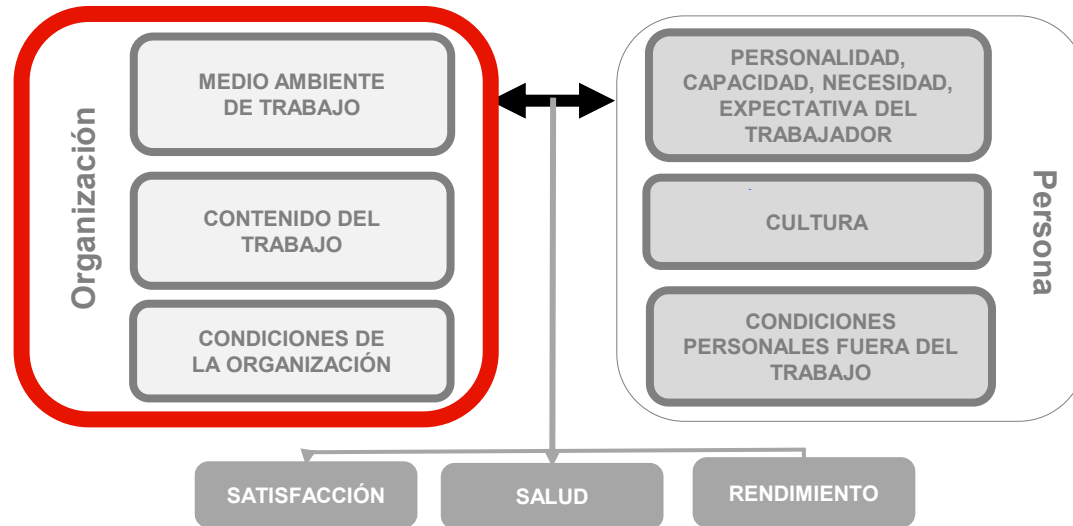 Organización
MEDIO AMBIENTE
DE TRABAJO
CONTENIDO DEL
TRABAJO
CONDICIONES DE
LA ORGANIZACIÓN
PERSONALIDAD,
CAPACIDAD, NECESIDAD,
EXPECTATIVA DEL
TRABAJADOR
CULTURA
CONDICIONES
PERSONALES FUERA DEL
TRABAJO
Persona
SATISFACCIÓN
SALUD
RENDIMIENTO